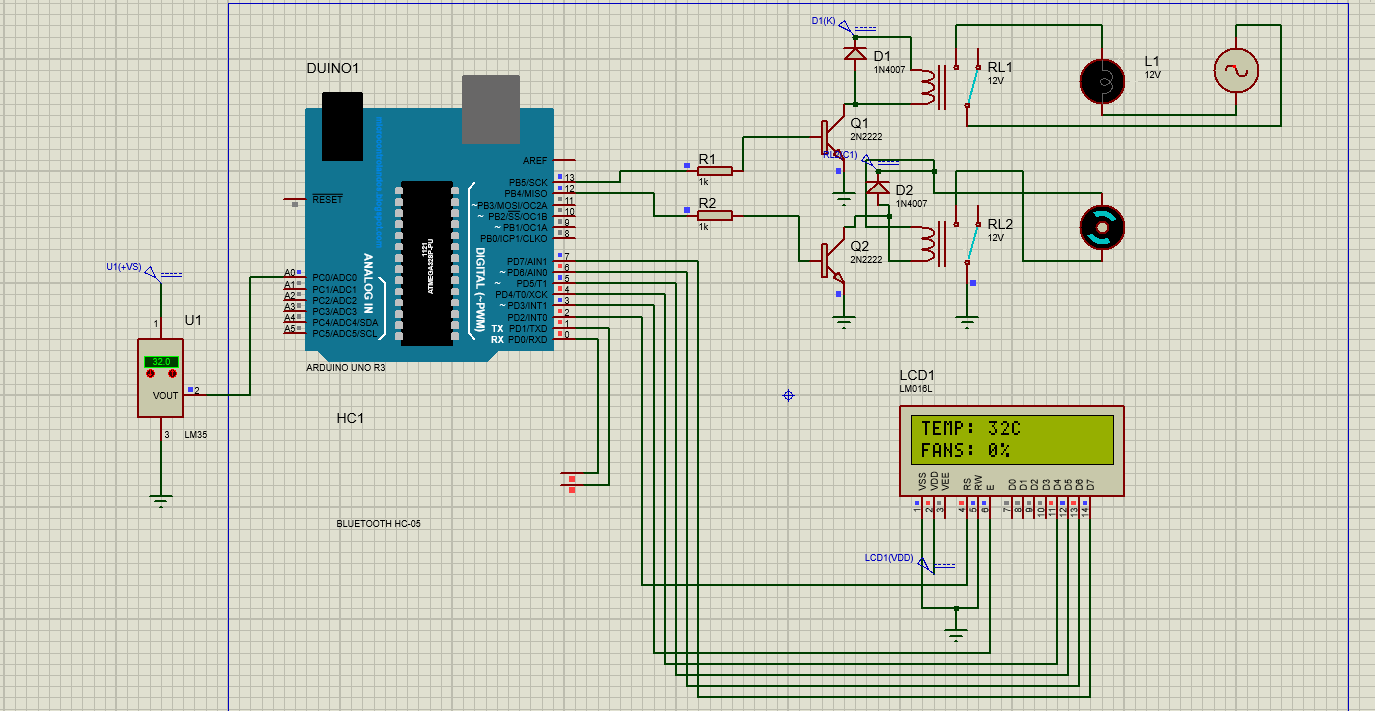 DUINO1
RESET
AREF
PB5/SCK 13
PB4/MISO 12
~PB3/MOSI/OC2A 11
~ PB2/SS/OC1B 10
~ PB1/OC1A 9
PB0/ICP1/CLKO 8
PD7/AIN1 7
~ PD6/AIN0 6
~ PD5/T1 5
PD4/T0/XCK 4
~ PD3/INT1 3
PD2/INT0 2
TX PD1/TXD 1
RX PD0/RXD 0
A0 PC0/ADC0
A1 PC1/ADC1
A2 PC2/ADC2
A3 PC3/ADC3
A4 PC4/ADC4/SDA
A5 PC5/ADC5/SCL
ANALOG IN
1121
ATMEGA328P-PU
DIGITAL (~PWM)
ARDUINO UNO R3
U1(+VS)
U1
1
32.0
VOUT
2
3
LM35
HC1
BLUETOOTH HC-05
R1
1k
R2
1k
D1(K)
D1
1N4007
RL1
12V
L1
12V
Q1
2N2222
D2
1N4007
RL2
12V
Q2
2N2222
LCD1
LM016L
TEMP: 32C
FANS: 0%
VSS
VDD
VEE
RS
RW
E
D0
D1
D2
D3
D4
D5
D6
D7
1
2
3
4
5
6
7
8
9
10
11
12
13
14
LCD1(VDD)